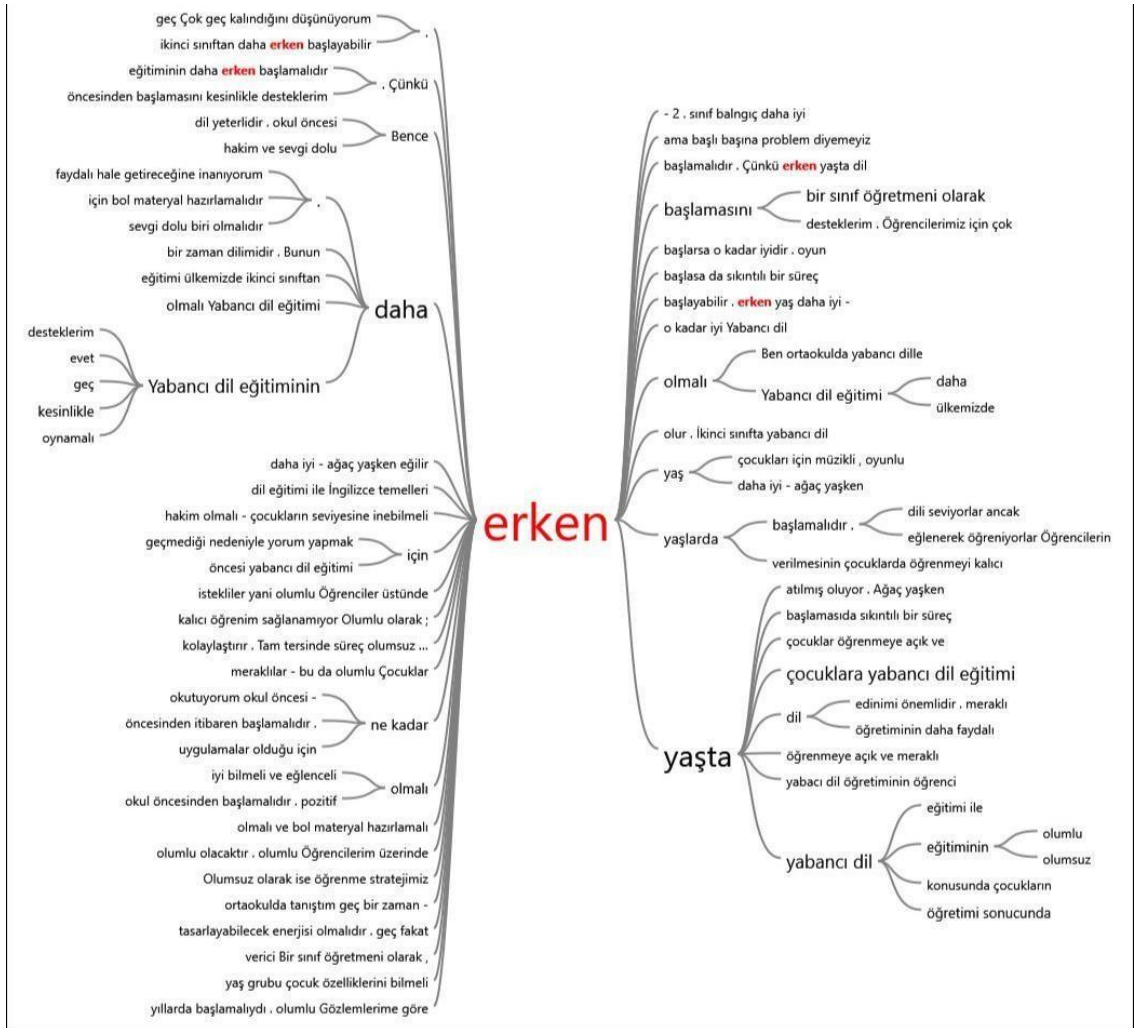 geç Çok geç kalındığını düşünüyorum
ikinci sınıftan daha erken başlayabilir
.
eğitiminin daha erken başlamalıdır
öncesinden başlamasını kesinlikle desteklerim
. Çünkü
dil yeterlidir . okul öncesi
hakim ve sevgi dolu
Bence
faydalı hale getireceğine inanıyorum
için bol materyal hazırlamalıdır
sevgi dolu biri olmalıdır
.
bir zaman dilimidir . Bunun
eğitimi ülkemizde ikinci sınıftan
olmalı Yabancı dil eğitimi
daha
desteklerim
evet
geç
kesinlikle
oynamalı
Yabancı dil eğitiminin
daha iyi - ağaç yaşken eğilir
dil eğitimi ile İngilizce temelleri
hakim olmalı - çocukların seviyesine inebilmeli
geçmediği nedeniyle yorum yapmak
öncesi yabancı dil eğitimi
için
istekliler yani olumlu Öğrenciler üstünde
kalıcı öğrenim sağlanamıyor Olumlu olarak ;
kolaylaştırır . Tam tersinde süreç olumsuz ...
meraklılar - bu da olumlu Çocuklar
okutuyorum okul öncesi -
öncesinden itibaren başlamalıdır .
uygulamalar olduğu için
ne kadar
iyi bilmeli ve eğlenceli
okul öncesinden başlamalıdır . pozitif
olmalı
olmalı ve bol materyal hazırlamalı
olumlu olacaktır . olumlu Öğrencilerim üzerinde
Olumsuz olarak ise öğrenme stratejimiz
ortaokulda tanıştım geç bir zaman -
tasarlayabilecek enerjisi olmalıdır . geç fakat
verici Bir sınıf öğretmeni olarak ,
yaş grubu çocuk özelliklerini bilmeli
yıllarda başlamalıydı . olumlu Gözlemlerime göre
erken
- 2 . sınıf balngıç daha iyi
ama başlı başına problem diyemeyiz
başlamalıdır . Çünkü erken yaşta dil
başlamasını
bir sınıf öğretmeni olarak
desteklerim . Öğrencilerimiz için çok
başlarsa o kadar iyidir . oyun
başlasa da sıkıntılı bir süreç
başlayabilir . erken yaş daha iyi -
o kadar iyi Yabancı dil
olmalı
Ben ortaokulda yabancı dille
Yabancı dil eğitimi
daha
ülkemizde
olur . İkinci sınıfta yabancı dil
yaş
çocukları için müzikli , oyunlu
daha iyi - ağaç yaşken
yaşlarda
başlamalıdır .
dili seviyorlar ancak
eğlenerek öğreniyorlar Öğrencilerin
verilmesinin çocuklarda öğrenmeyi kalıcı
yaşta
atılmış oluyor . Ağaç yaşken
başlamasıda sıkıntılı bir süreç
çocuklar öğrenmeye açık ve
çocuklara yabancı dil eğitimi
dil
edinimi önemlidir . meraklı
öğretiminin daha faydalı
öğrenmeye açık ve meraklı
yabacı dil öğretiminin öğrenci
yabancı dil
eğitimi ile
eğitiminin
olumlu
olumsuz
konusunda çocukların
öğretimi sonucunda